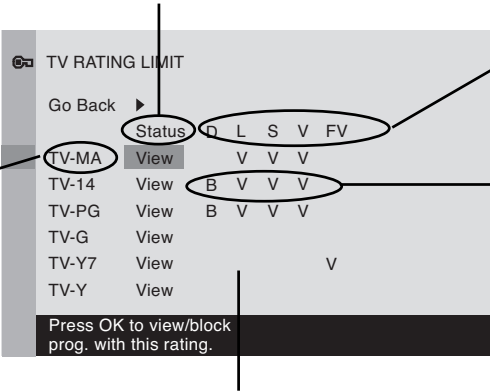 TV RATING LIMIT
Go Back
Status D L S V FV
TV-MA View V V V
TV-14 View B V V V
TV-PG View B V V V
TV-G View
TV-Y7 View V
TV-Y View
Press OK to view/block
prog. with this rating.